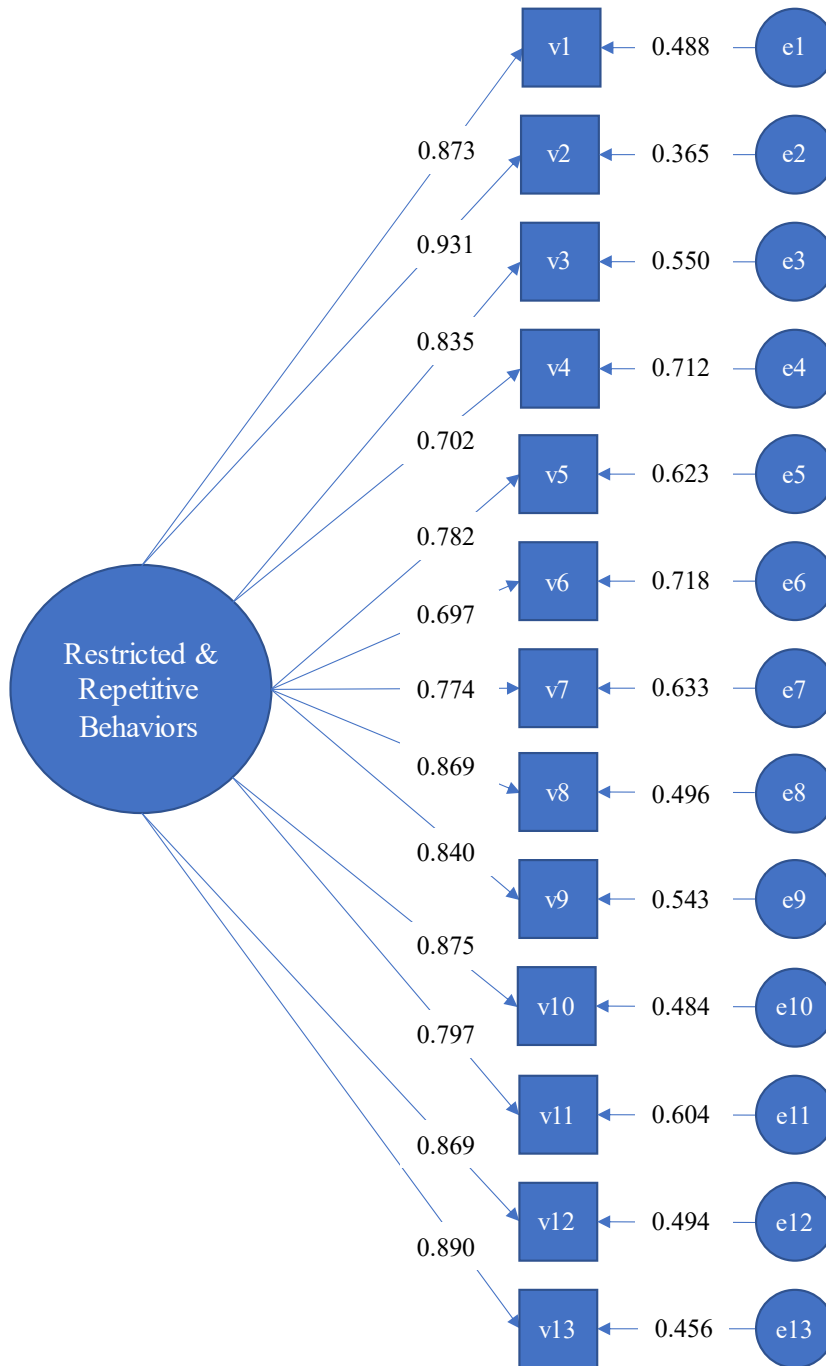 v1 0.488 e1
0.873
v2 0.365 e2
0.931
v3 0.550 e3
0.835
v4 0.712 e4
0.702
v5 0.623 e5
0.782
v6 0.718 e6
0.697
Restricted &
Repetitive
Behaviors
0.774
v7 0.633 e7
0.869
v8 0.496 e8
0.840
v9 0.543 e9
0.875
v10 0.484 e10
0.797
v11 0.604 e11
0.869
v12 0.494 e12
0.890
v13 0.456 e13